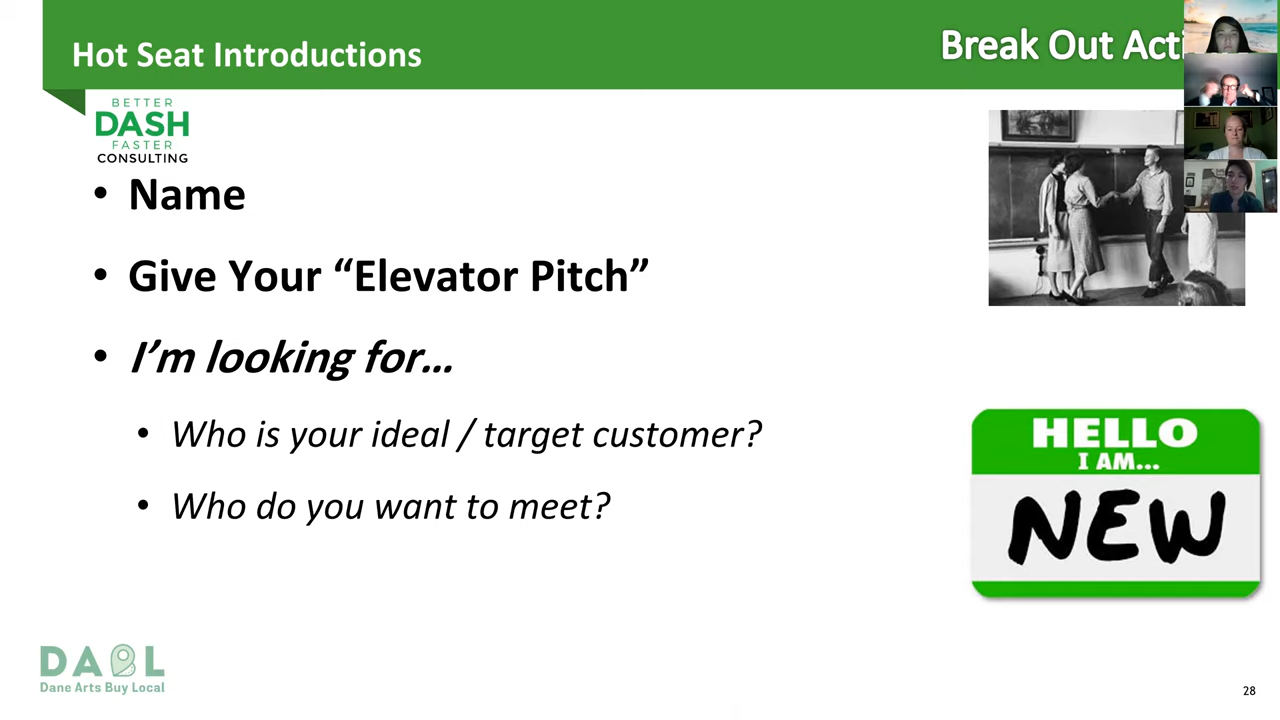 Hot Seat Introductions
Break Out Acti
BETTER
DASH
FASTER
CONSULTING
• Name
• Give Your “Elevator Pitch”
• I’m looking for…
• Who is your ideal / target customer?
• Who do you want to meet?
HELLO
I AM...
NEW
DABL
Dane Arts Buy Local
28